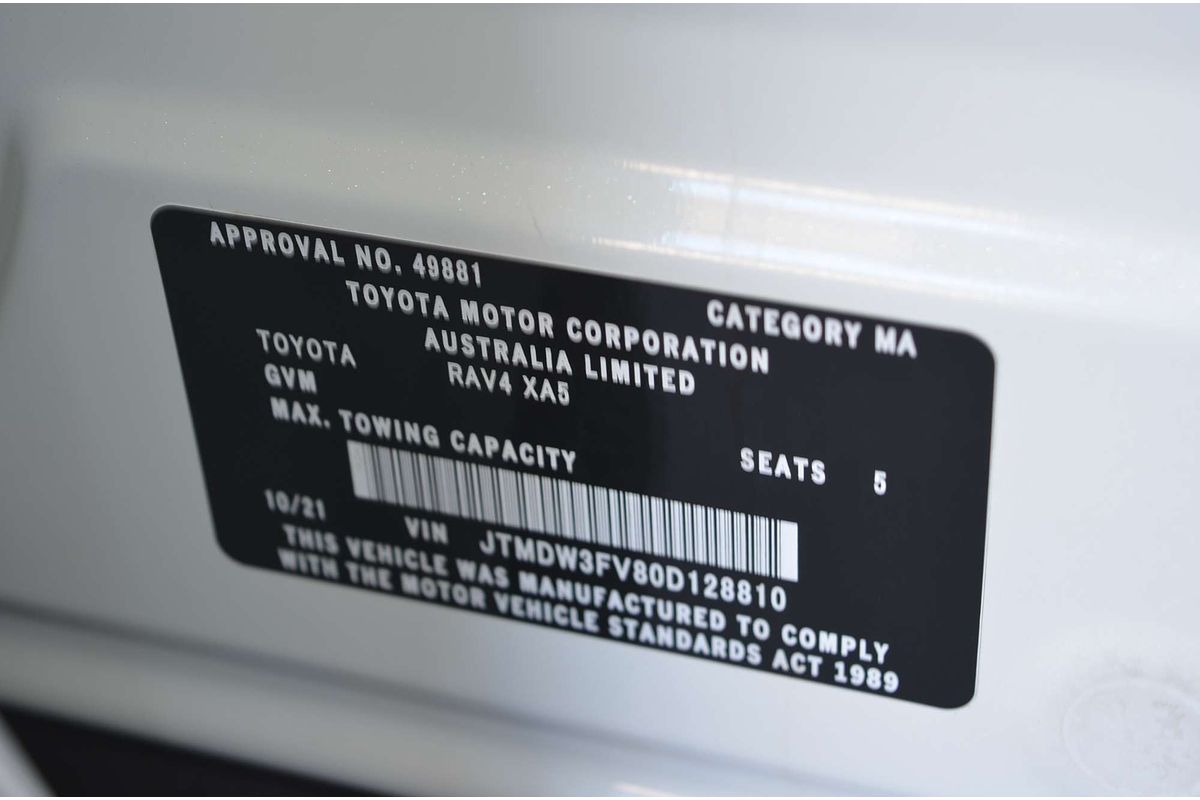 APPROVAL NO. 49881 CATEGORY MA
TOYOTA MOTOR CORPORATION
AUSTRALIA LIMITED
TOYOTA RAV4 XA5
GVM
MAX. TOWING CAPACITY SEATS 5
10/21 VIN JTMDW3FV80D128810
THIS VEHICLE WAS MANUFACTURED TO COMPLY
WITH THE MOTOR VEHICLE STANDARDS ACT 1989